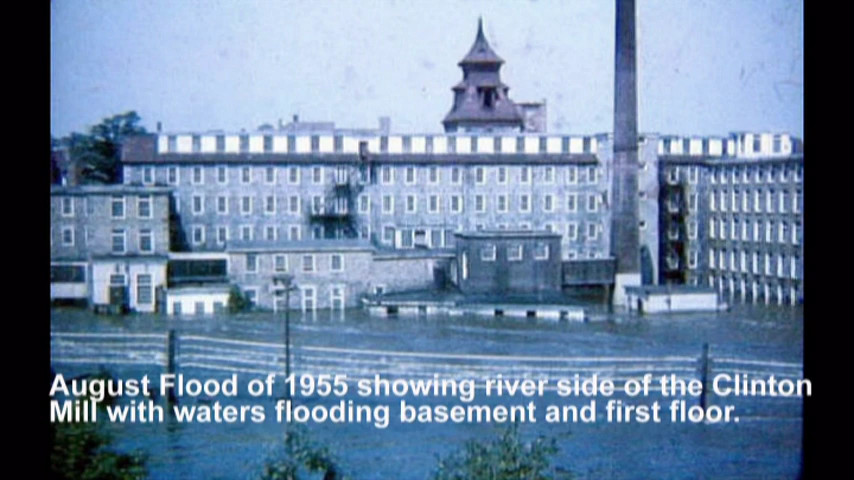 August Flood of 1955 showing river side of the Clinton
Mill with waters flooding basement and first floor.